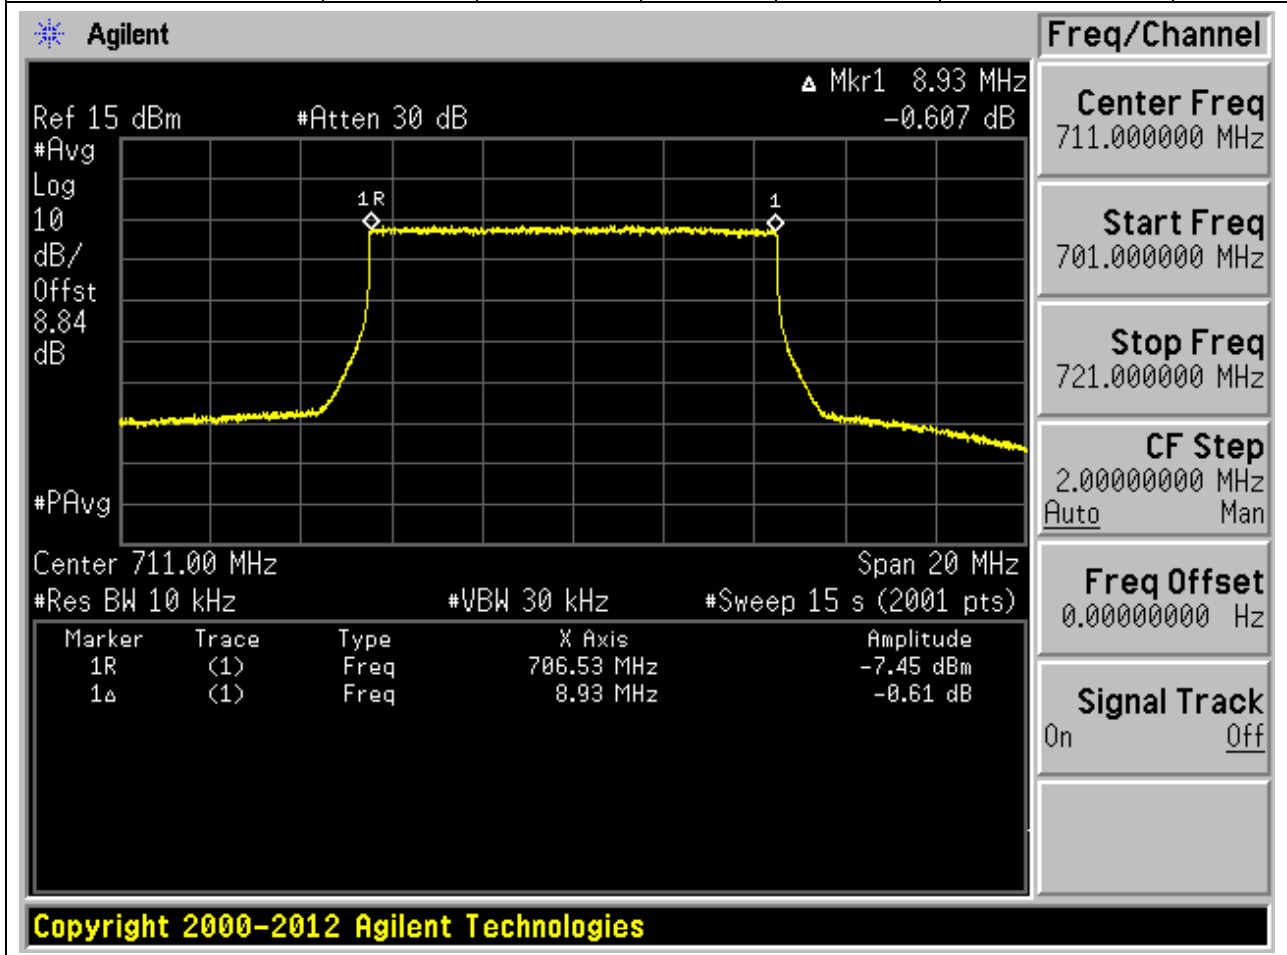 Agilent
Freq/Channel
Δ Mkr1 8.93 MHz
Ref 15 dBm #Atten 30 dB -0.607 dB
#Avg
Log
10
dB/
Offst
8.84
dB
1R
1
#PAvg
Center 711.00 MHz Span 20 MHz
#Res BW 10 kHz #VBW 30 kHz #Sweep 15 s (2001 pts)
Marker Trace Type X Axis Amplitude
1R (1) Freq 706.53 MHz -7.45 dBm
1Δ (1) Freq 8.93 MHz -0.61 dB
Center Freq
711.000000 MHz
Start Freq
701.000000 MHz
Stop Freq
721.000000 MHz
CF Step
2.00000000 MHz
Auto Man
Freq Offset
0.00000000 Hz
Signal Track
On Off
Copyright 2000-2012 Agilent Technologies